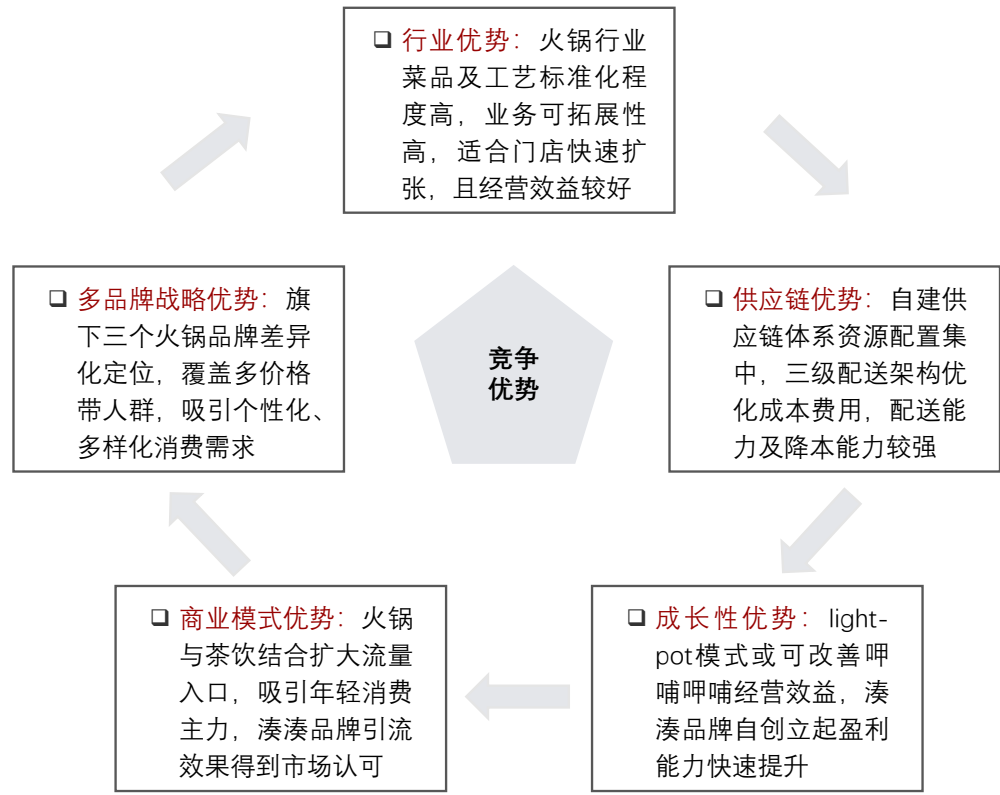 ❑ 行业优势：火锅行业
菜品及工艺标准化程
度高，业务可拓展性
高，适合门店快速扩
张，且经营效益较好
❑ 多品牌战略优势：旗
下三个火锅品牌差异
化定位，覆盖多价格
带人群，吸引个性化、
多样化消费需求
竞争
优势
❑ 供应链优势：自建供
应链体系资源配置集
中，三级配送架构优
化成本费用，配送能
力及降本能力较强
❑ 商业模式优势：火锅
与茶饮结合扩大流量
入口，吸引年轻消费
主力，湊湊品牌引流
效果得到市场认可
❑ 成长性优势：light-
pot模式或可改善呷
哺呷哺经营效益，湊
湊品牌自创立起盈利
能力快速提升